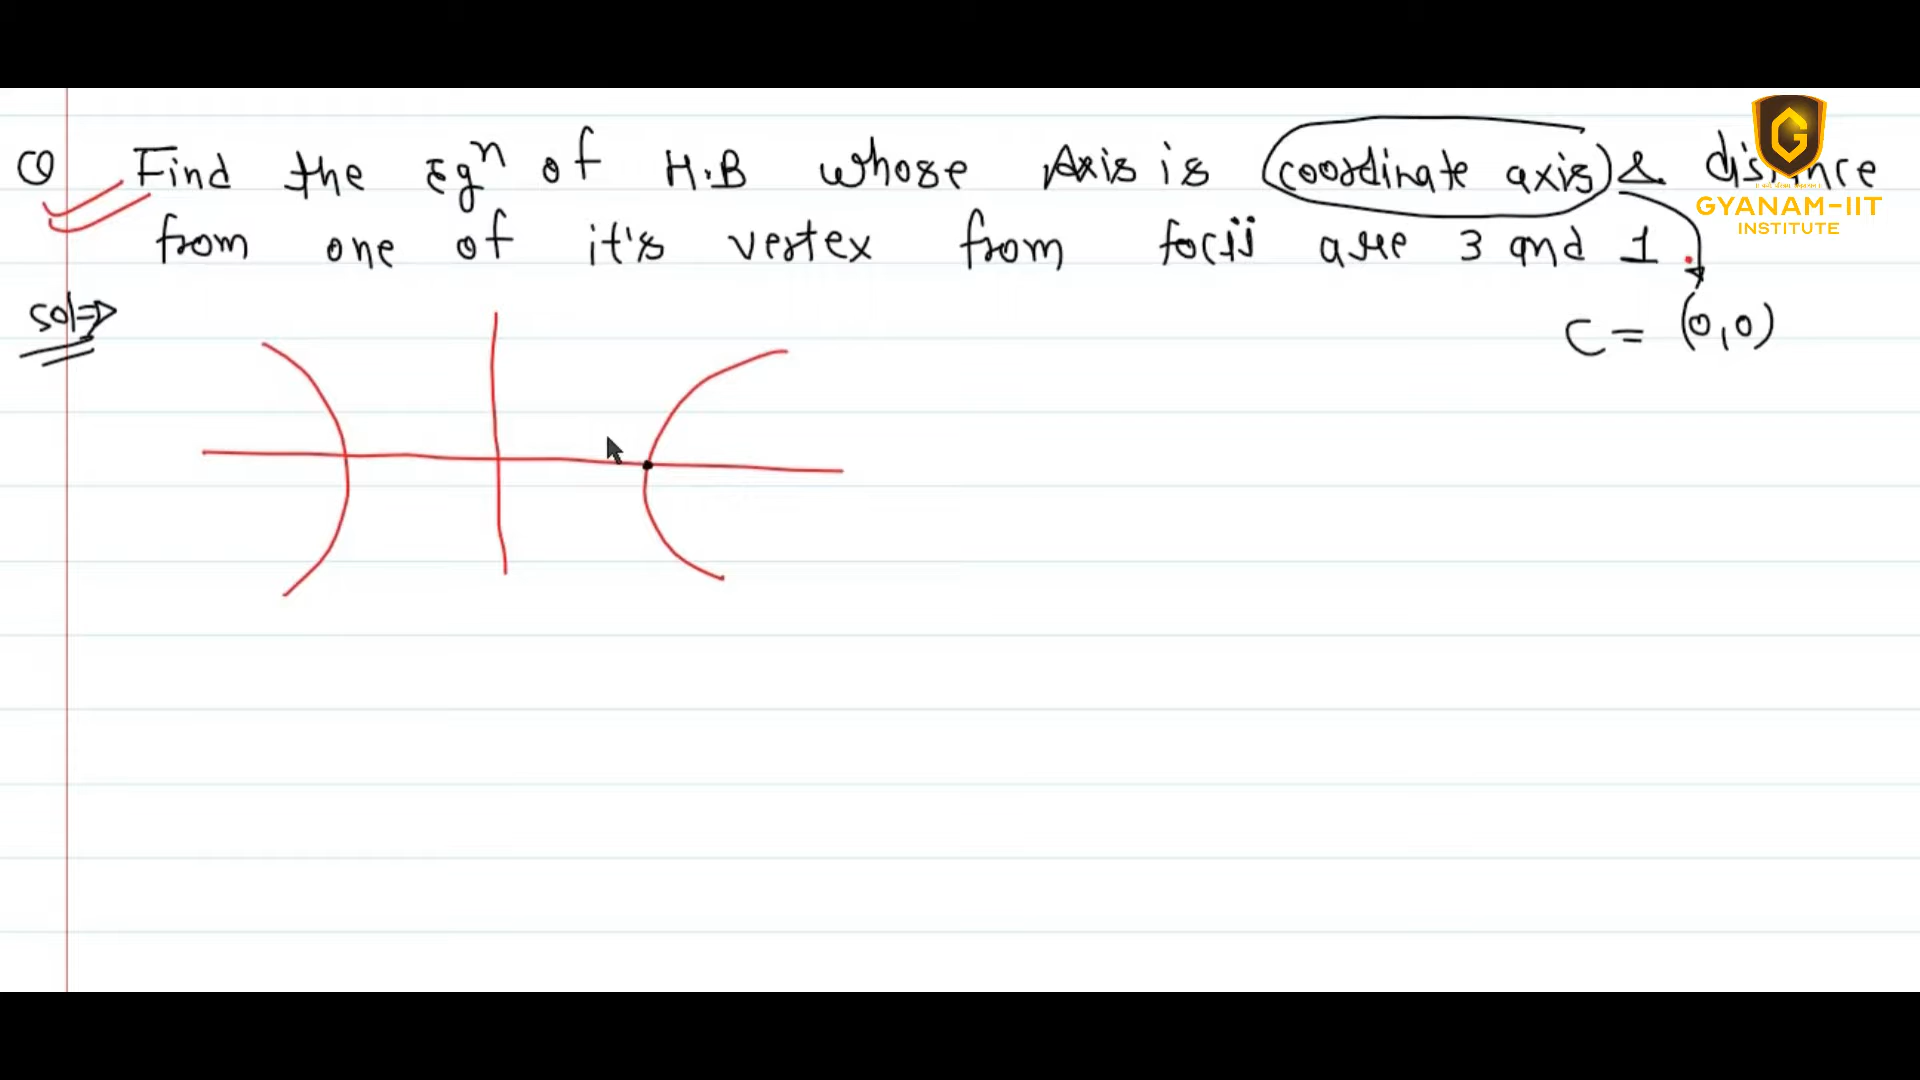 Q Find the Eqⁿ of H.B whose Axis is (coordinate axis) & distance
from one of it's vertex from focii are 3 and 1.
Sol⇒
C = (0,0)
GYANAM-IIT
INSTITUTE